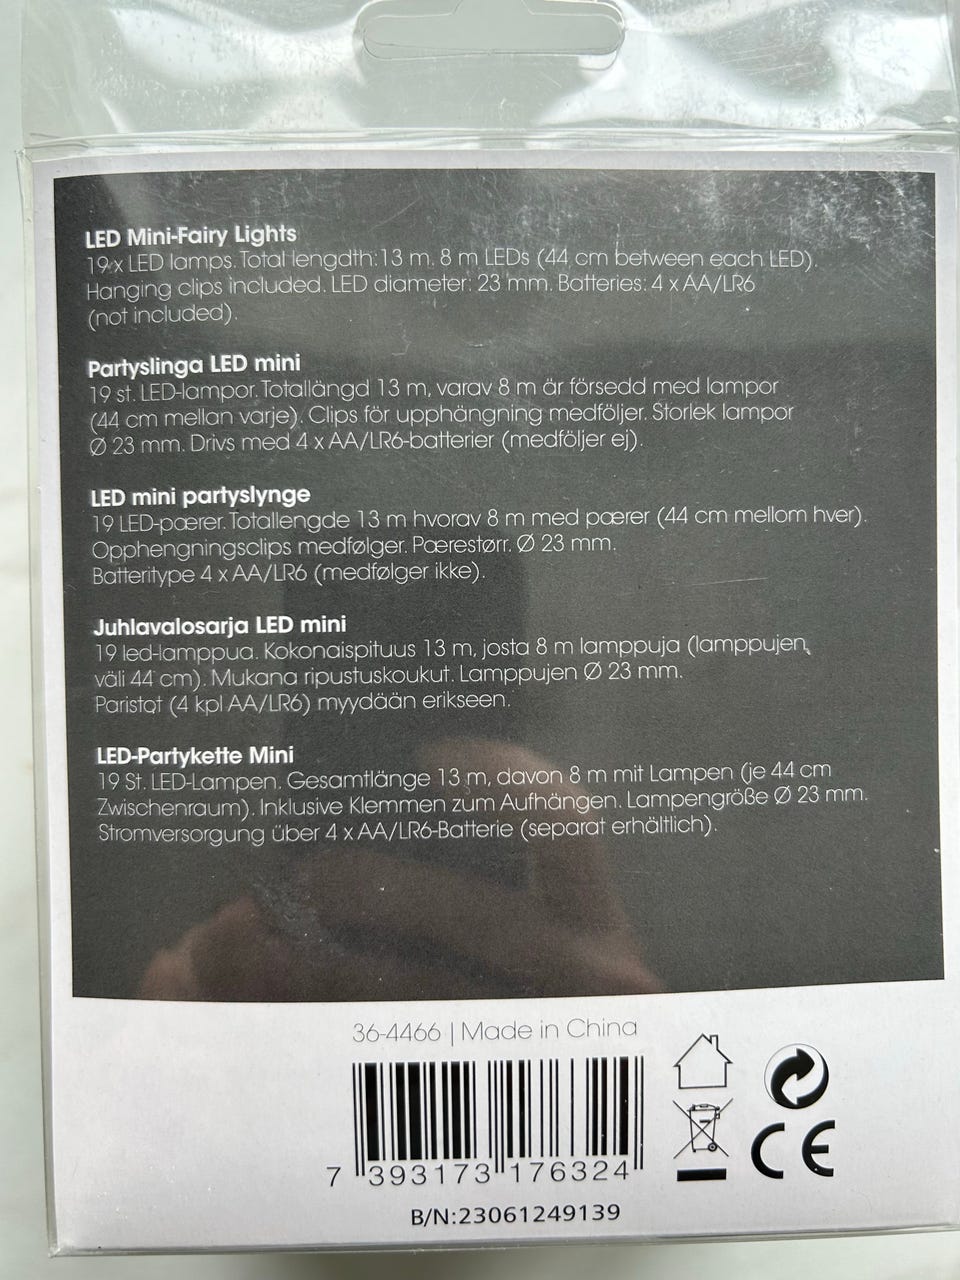 LED Mini-Fairy Lights
19 x LED lamps. Total lengdth: 13 m. 8 m LEDs (44 cm between each LED).
Hanging clips included. LED diameter: 23 mm. Batteries: 4 x AA/LR6
(not included).
Partyslinga LED mini
19 st. LED-lampor. Totallängd 13 m, varav 8 m är försedd med lampor
(44 cm mellan varje). Clips för upphängning medföljer. Storlek lampor
Ø 23 mm. Drivs med 4 x AA/LR6-batterier (medföljer ej).
LED mini partyslynge
19 LED-pærer. Totallengde 13 m hvorav 8 m med pærer (44 cm mellom hver).
Opphengningsclips medfølger. Pærestørr. Ø 23 mm.
Batteritype 4 x AA/LR6 (medfølger ikke).
Juhlavalosarja LED mini
19 led-lamppua. Kokonaispituus 13 m, josta 8 m lamppuja (lamppujen
väli 44 cm). Mukana ripustuskoukut. Lamppujen Ø 23 mm.
Paristot (4 kpl AA/LR6) myydään erikseen.
LED-Partykette Mini
19 St. LED-Lampen. Gesamtlänge 13 m, davon 8 m mit Lampen (je 44 cm
Zwischenraum). Inklusive Klemmen zum Aufhängen. Lampengröße Ø 23 mm.
Stromversorgung über 4 x AA/LR6-Batterie (separat erhältlich).
36-4466 | Made in China
7 393173 176324
CE
B/N:23061249139